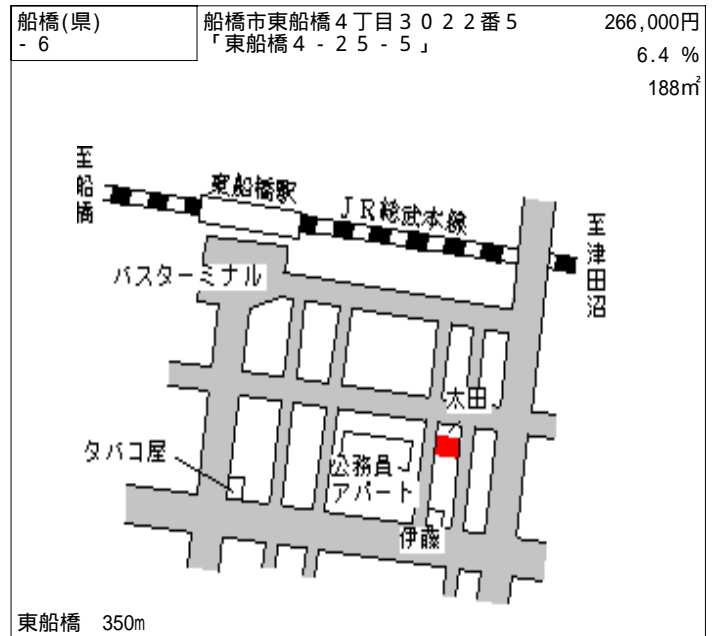 船橋(県)
- 6
船橋市東船橋4丁目3022番5
「東船橋4 - 25 - 5」
266,000円
6.4 %
188㎡
至船橋
東船橋駅
JR総武本線
至津田沼
バスターミナル
太田
タバコ屋
公務員
アパート
伊藤
東船橋 350m